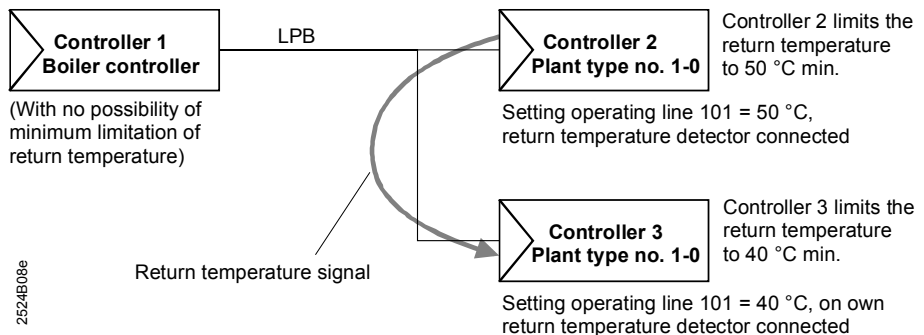 Controller 1
Boiler controller
(With no possibility of
minimum limitation of
return temperature)
LPB
Controller 2
Plant type no. 1-0
Controller 2 limits the
return temperature
to 50 °C min.
Setting operating line 101 = 50 °C,
return temperature detector connected
Controller 3
Plant type no. 1-0
Controller 3 limits the
return temperature
to 40 °C min.
Return temperature signal
Setting operating line 101 = 40 °C, on own
return temperature detector connected
2524B08e